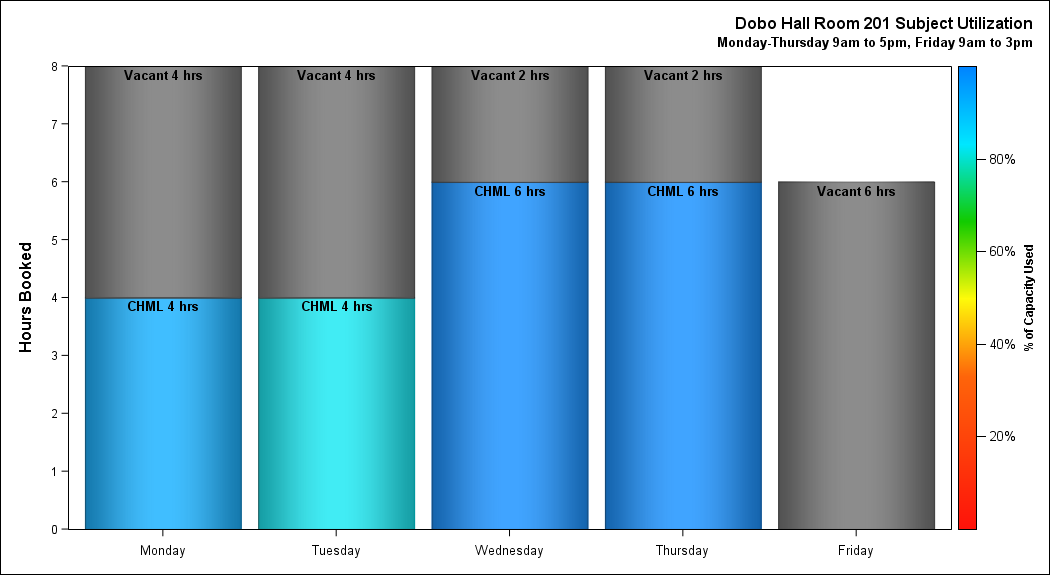 Dobo Hall Room 201 Subject Utilization
Monday-Thursday 9am to 5pm, Friday 9am to 3pm
Hours Booked
8
7
6
5
4
3
2
1
0
Vacant 4 hrs
Vacant 4 hrs
Vacant 2 hrs
Vacant 2 hrs
CHML 6 hrs
CHML 6 hrs
Vacant 6 hrs
CHML 4 hrs
CHML 4 hrs
Monday
Tuesday
Wednesday
Thursday
Friday
80%
60%
40%
20%
% of Capacity Used